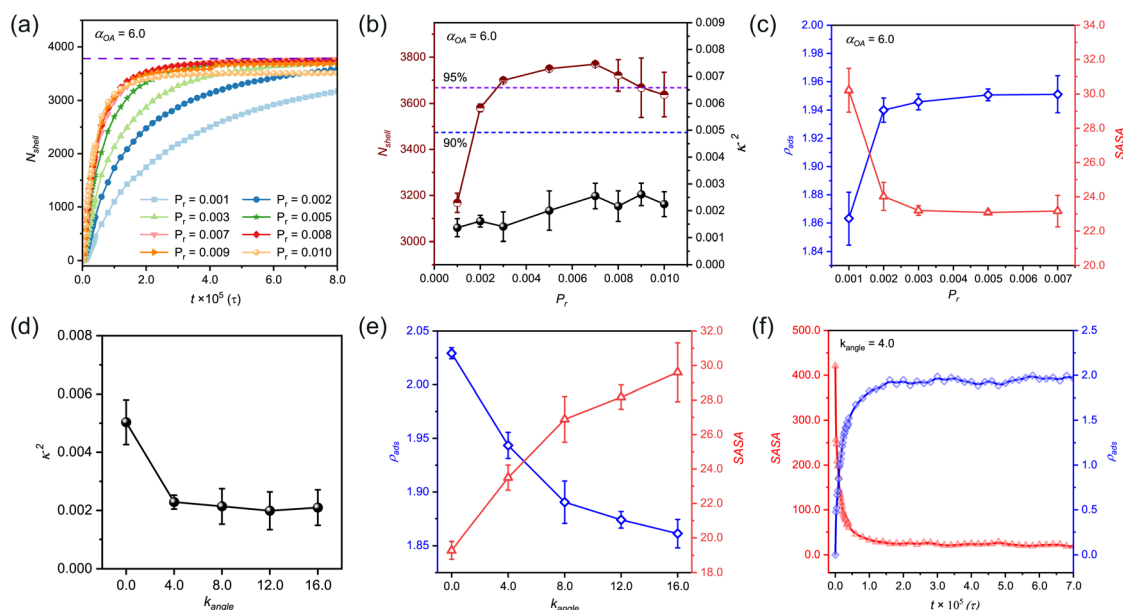 (a)
α_OA = 6.0
N_shell
4000
3000
2000
1000
0
P_r = 0.001 P_r = 0.002
P_r = 0.003 P_r = 0.005
P_r = 0.007 P_r = 0.008
P_r = 0.009 P_r = 0.010
0.0 2.0 4.0 6.0 8.0
t ×10⁵ (τ)
(b)
α_OA = 6.0
N_shell
3900
3800
3700
3600
3500
3400
3300
3200
3100
3000
95%
90%
κ²
0.009
0.008
0.007
0.006
0.005
0.004
0.003
0.002
0.001
0.000
0.000 0.002 0.004 0.006 0.008 0.010
P_r
(c)
α_OA = 6.0
ρ_ads
2.00
1.98
1.96
1.94
1.92
1.90
1.88
1.86
1.84
SASA
34.0
32.0
30.0
28.0
26.0
24.0
22.0
20.0
0.000 0.001 0.002 0.003 0.004 0.005 0.006 0.007
P_r
(d)
κ²
0.008
0.006
0.004
0.002
0.000
0.0 4.0 8.0 12.0 16.0
k_angle
(e)
ρ_ads
2.05
2.00
1.95
1.90
1.85
SASA
32.0
30.0
28.0
26.0
24.0
22.0
20.0
18.0
0.0 4.0 8.0 12.0 16.0
k_angle
(f)
k_angle = 4.0
SASA
500.0
400.0
300.0
200.0
100.0
0.0
ρ_ads
2.5
2.0
1.5
1.0
0.5
0.0
0.0 1.0 2.0 3.0 4.0 5.0 6.0 7.0
t × 10⁵ (τ)